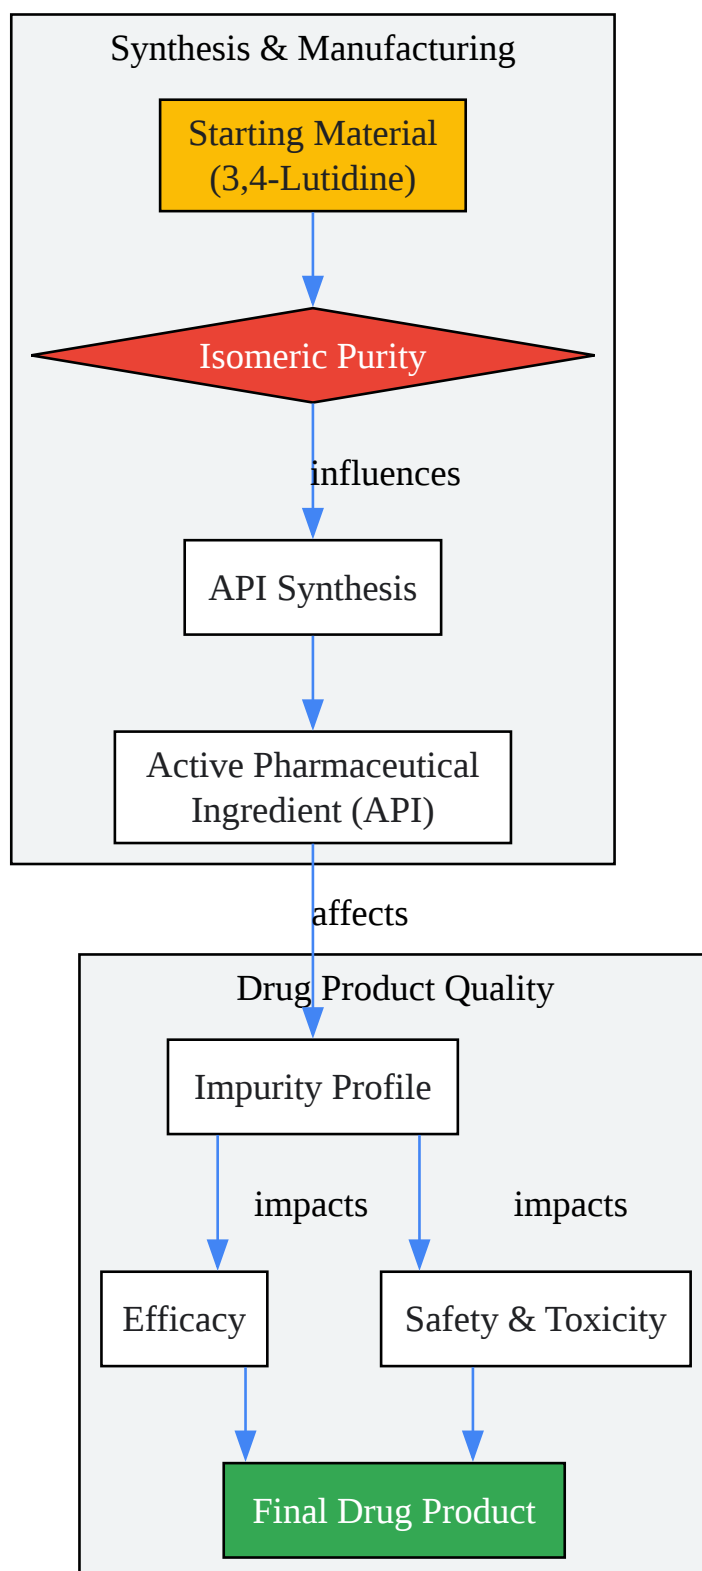 Synthesis & Manufacturing
Starting Material
(3,4-Lutidine)
Isomeric Purity
influences
API Synthesis
Active Pharmaceutical
Ingredient (API)
affects
Drug Product Quality
Impurity Profile
impacts
impacts
Efficacy
Safety & Toxicity
Final Drug Product